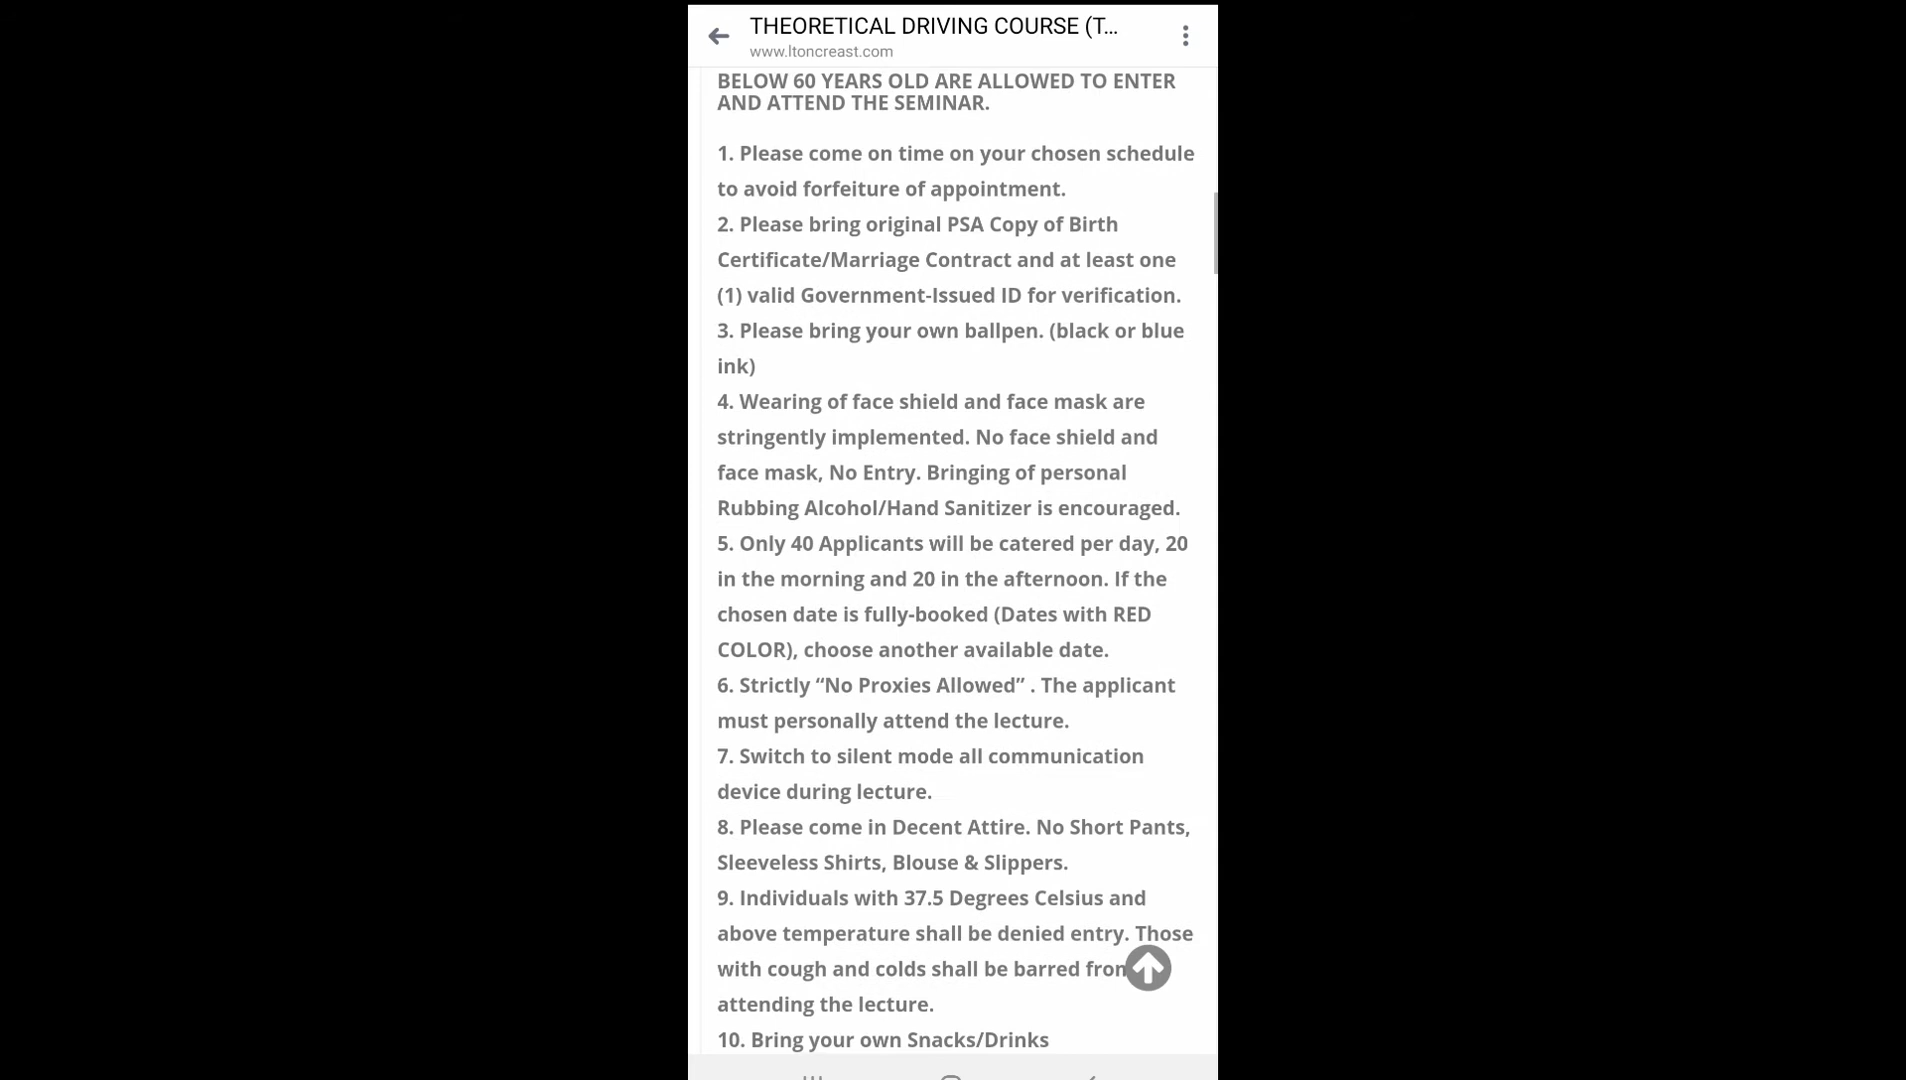 THEORETICAL DRIVING COURSE (T...
www.ltoncreast.com
BELOW 60 YEARS OLD ARE ALLOWED TO ENTER
AND ATTEND THE SEMINAR.
1. Please come on time on your chosen schedule
to avoid forfeiture of appointment.
2. Please bring original PSA Copy of Birth
Certificate/Marriage Contract and at least one
(1) valid Government-Issued ID for verification.
3. Please bring your own ballpen. (black or blue
ink)
4. Wearing of face shield and face mask are
stringently implemented. No face shield and
face mask, No Entry. Bringing of personal
Rubbing Alcohol/Hand Sanitizer is encouraged.
5. Only 40 Applicants will be catered per day, 20
in the morning and 20 in the afternoon. If the
chosen date is fully-booked (Dates with RED
COLOR), choose another available date.
6. Strictly “No Proxies Allowed” . The applicant
must personally attend the lecture.
7. Switch to silent mode all communication
device during lecture.
8. Please come in Decent Attire. No Short Pants,
Sleeveless Shirts, Blouse & Slippers.
9. Individuals with 37.5 Degrees Celsius and
above temperature shall be denied entry. Those
with cough and colds shall be barred from
attending the lecture.
10. Bring your own Snacks/Drinks